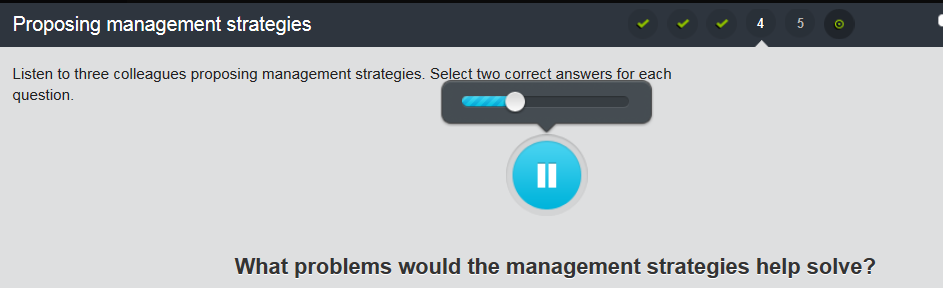 Proposing management strategies
4 5
Listen to three colleagues proposing management strategies. Select two correct answers for each
question.
What problems would the management strategies help solve?